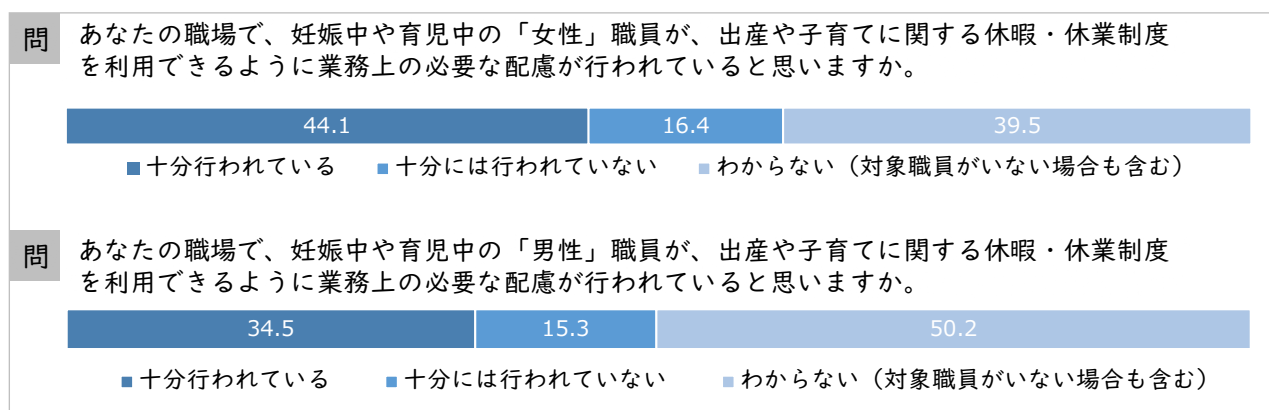 問 あなたの職場で、妊娠中や育児中の「女性」職員が、出産や子育てに関する休暇・休業制度
を利用できるように業務上の必要な配慮が行われていると思いますか。
44.1 16.4 39.5
十分行われている 十分には行われていない わからない（対象職員がいない場合も含む）
問 あなたの職場で、妊娠中や育児中の「男性」職員が、出産や子育てに関する休暇・休業制度
を利用できるように業務上の必要な配慮が行われていると思いますか。
34.5 15.3 50.2
十分行われている 十分には行われていない わからない（対象職員がいない場合も含む）